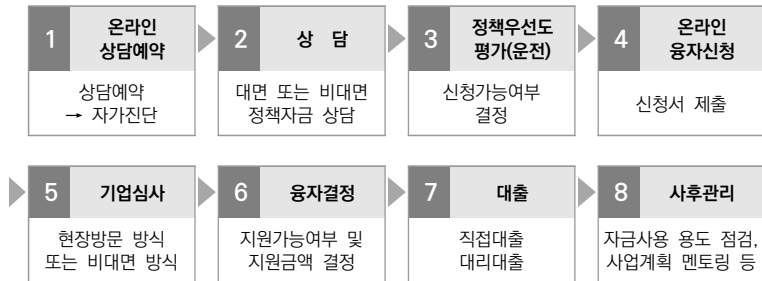 1 온라인
상담예약
상담예약
→ 자가진단
2 상 담
대면 또는 비대면
정책자금 상담
3 정책우선도
평가(운전)
신청가능여부
결정
4 온라인
융자신청
신청서 제출
5 기업심사
현장방문 방식
또는 비대면 방식
6 융자결정
지원가능여부 및
지원금액 결정
7 대출
직접대출
대리대출
8 사후관리
자금사용 용도 점검,
사업계획 멘토링 등